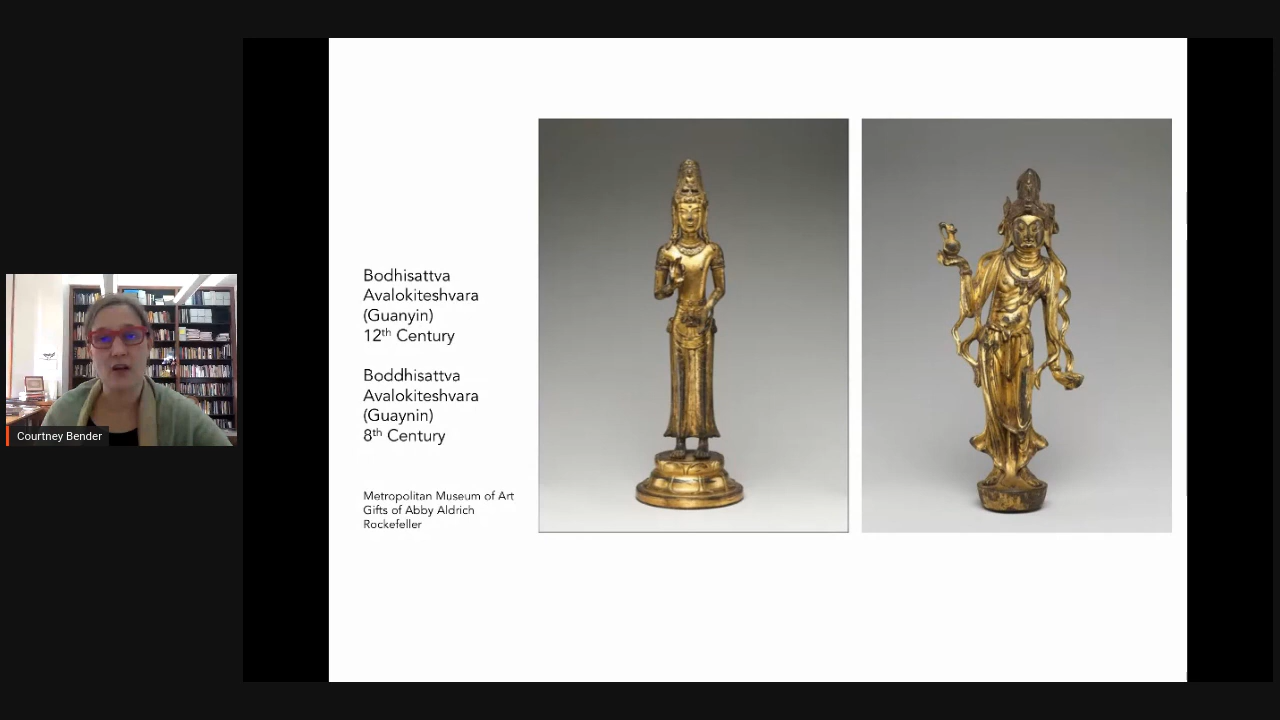 Bodhisattva
Avalokiteshvara
(Guanyin)
12th Century
Boddhisattva
Avalokiteshvara
(Guaynin)
8th Century
Metropolitan Museum of Art
Gifts of Abby Aldrich
Rockefeller
Courtney Bender